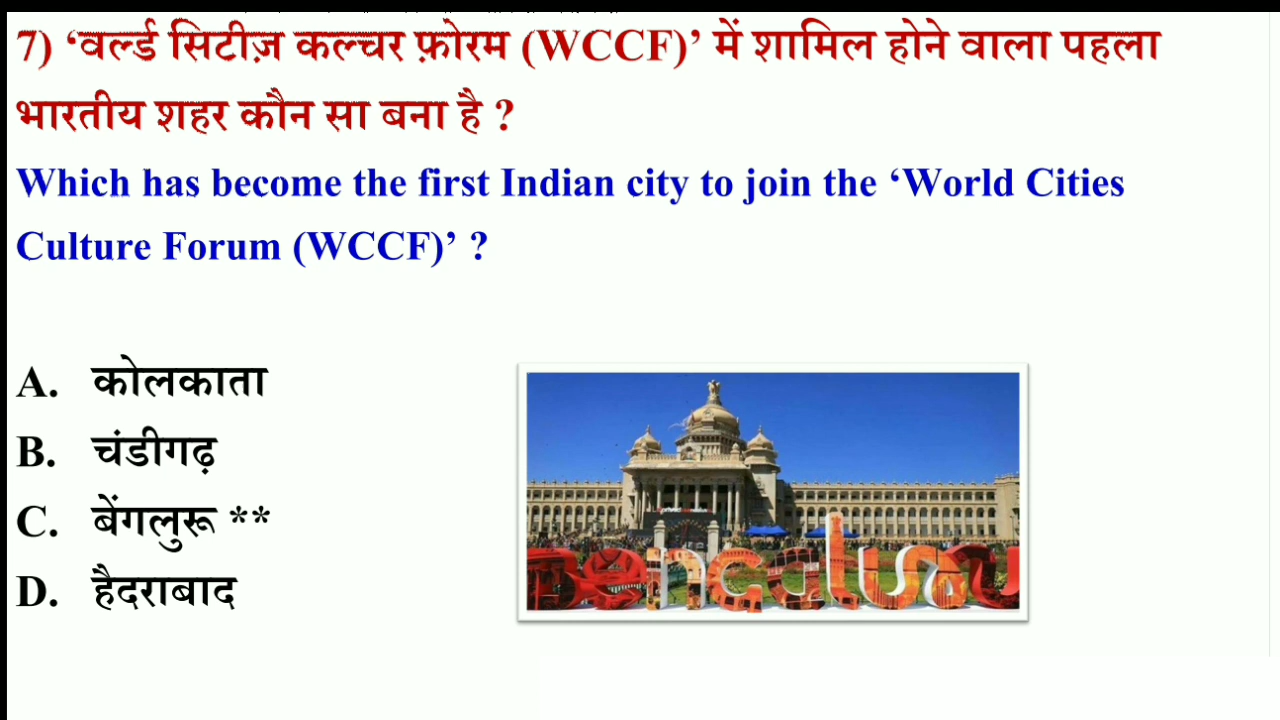 7) ‘वर्ल्ड सिटीज़ कल्चर फ़ोरम (WCCF)’ में शामिल होने वाला पहला
भारतीय शहर कौन सा बना है ?
Which has become the first Indian city to join the ‘World Cities
Culture Forum (WCCF)’ ?
A. कोलकाता
B. चंडीगढ़
C. बेंगलुरू **
D. हैदराबाद
Bengaluru